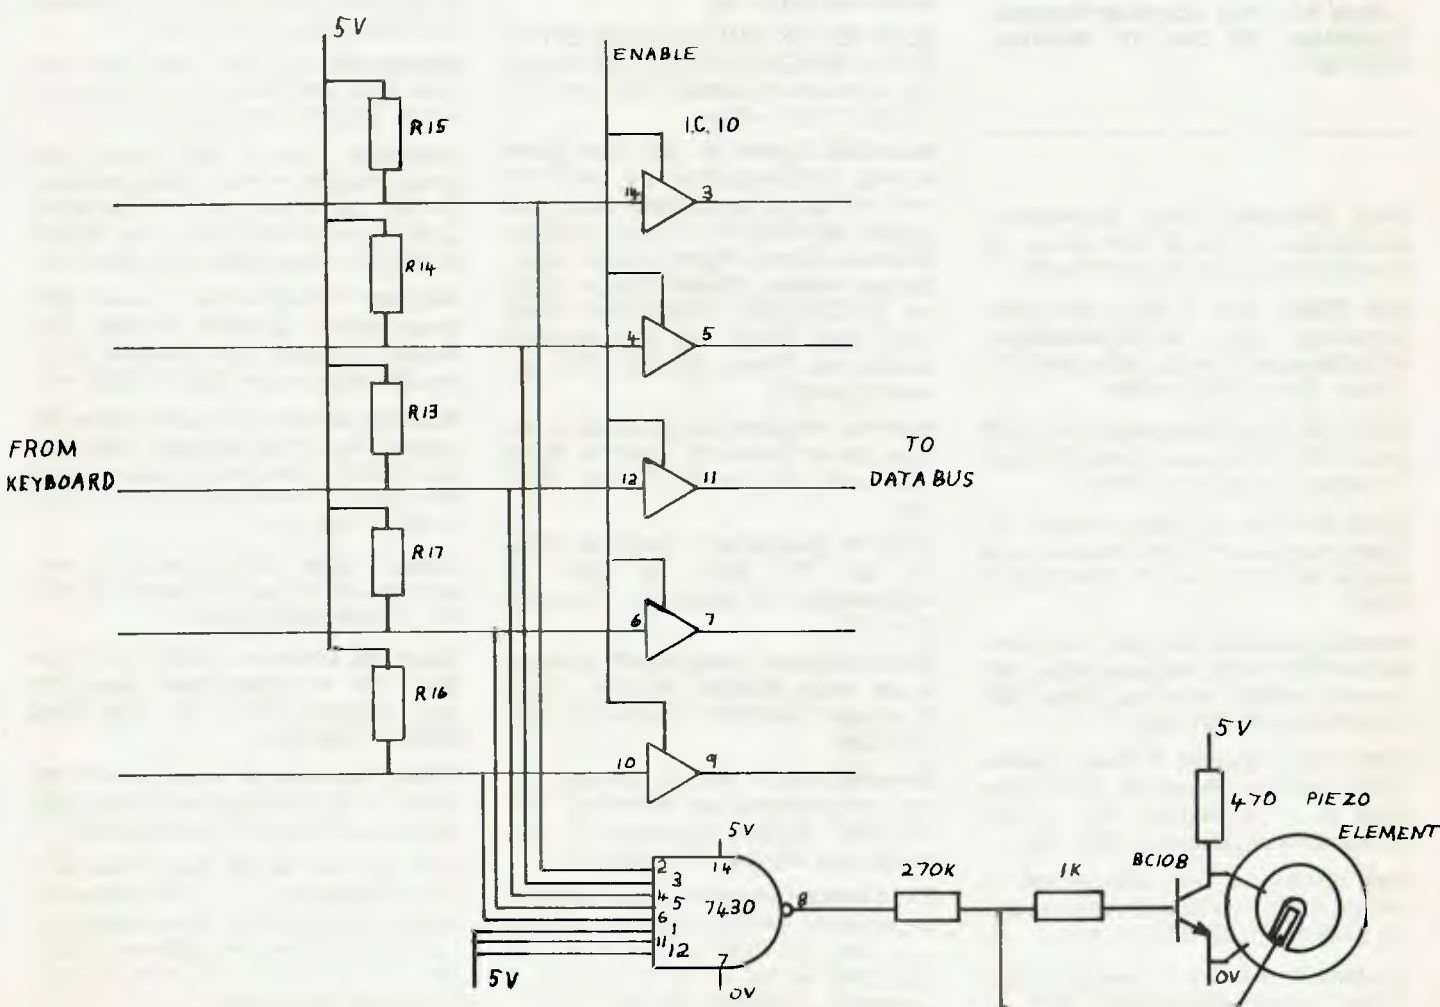 5V
ENABLE
I.C. 10
R15
14
3
R14
4
5
R13
FROM
KEYBOARD
12
11
TO
DATA BUS
R17
6
7
R16
10
9
5V
470
PIEZO
ELEMENT
5V
14
BC108
270K
1K
2
3
4
5
6
1
11
12
7430
8
7
0V
5V
0V